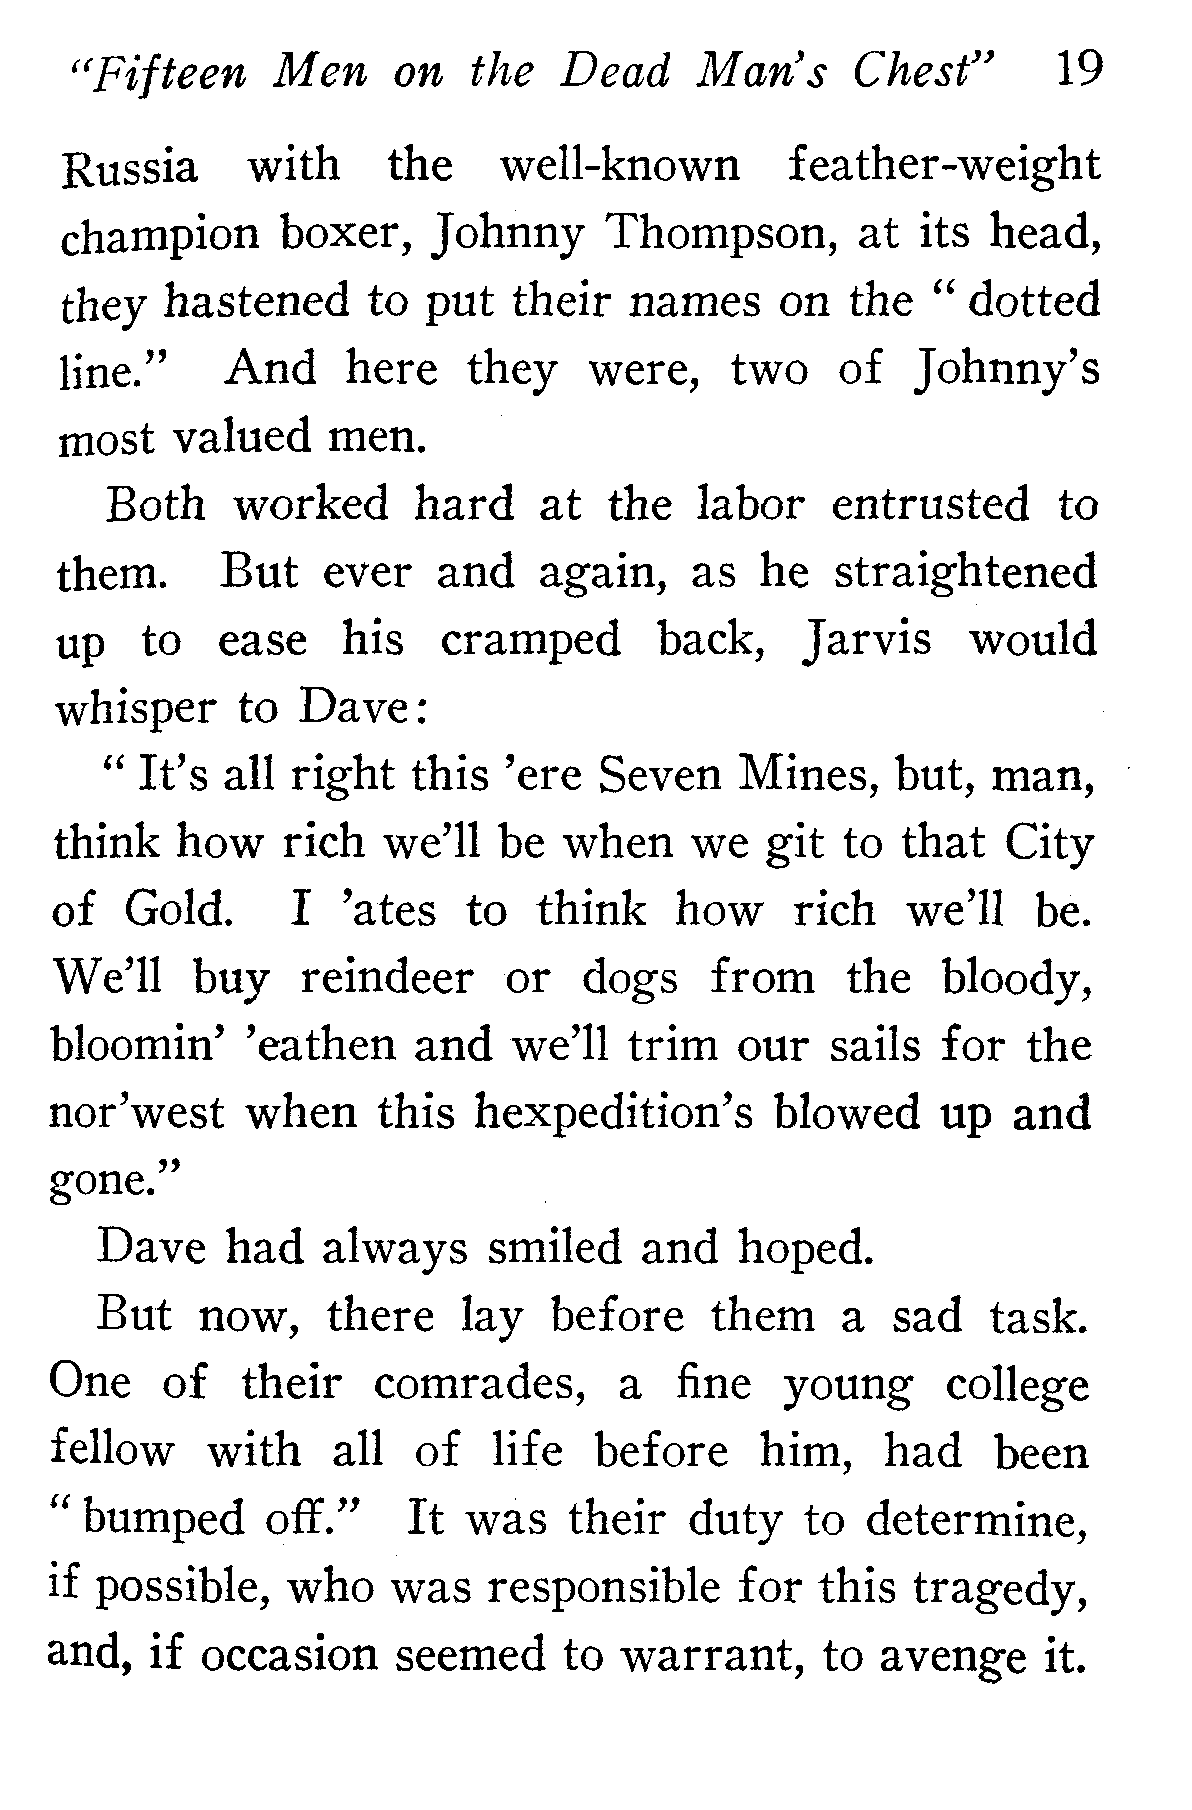 “Fifteen Men on the Dead Man’s Chest” 19
Russia with the well-known feather-weight
champion boxer, Johnny Thompson, at its head,
they hastened to put their names on the “ dotted
line.” And here they were, two of Johnny’s
most valued men.
Both worked hard at the labor entrusted to
them. But ever and again, as he straightened
up to ease his cramped back, Jarvis would
whisper to Dave:
“ It’s all right this ’ere Seven Mines, but, man,
think how rich we’ll be when we git to that City
of Gold. I ’ates to think how rich we’ll be.
We’ll buy reindeer or dogs from the bloody,
bloomin’ ’eathen and we’ll trim our sails for the
nor’west when this hexpedition’s blowed up and
gone.”
Dave had always smiled and hoped.
But now, there lay before them a sad task.
One of their comrades, a fine young college
fellow with all of life before him, had been
“ bumped off.” It was their duty to determine,
if possible, who was responsible for this tragedy,
and, if occasion seemed to warrant, to avenge it.